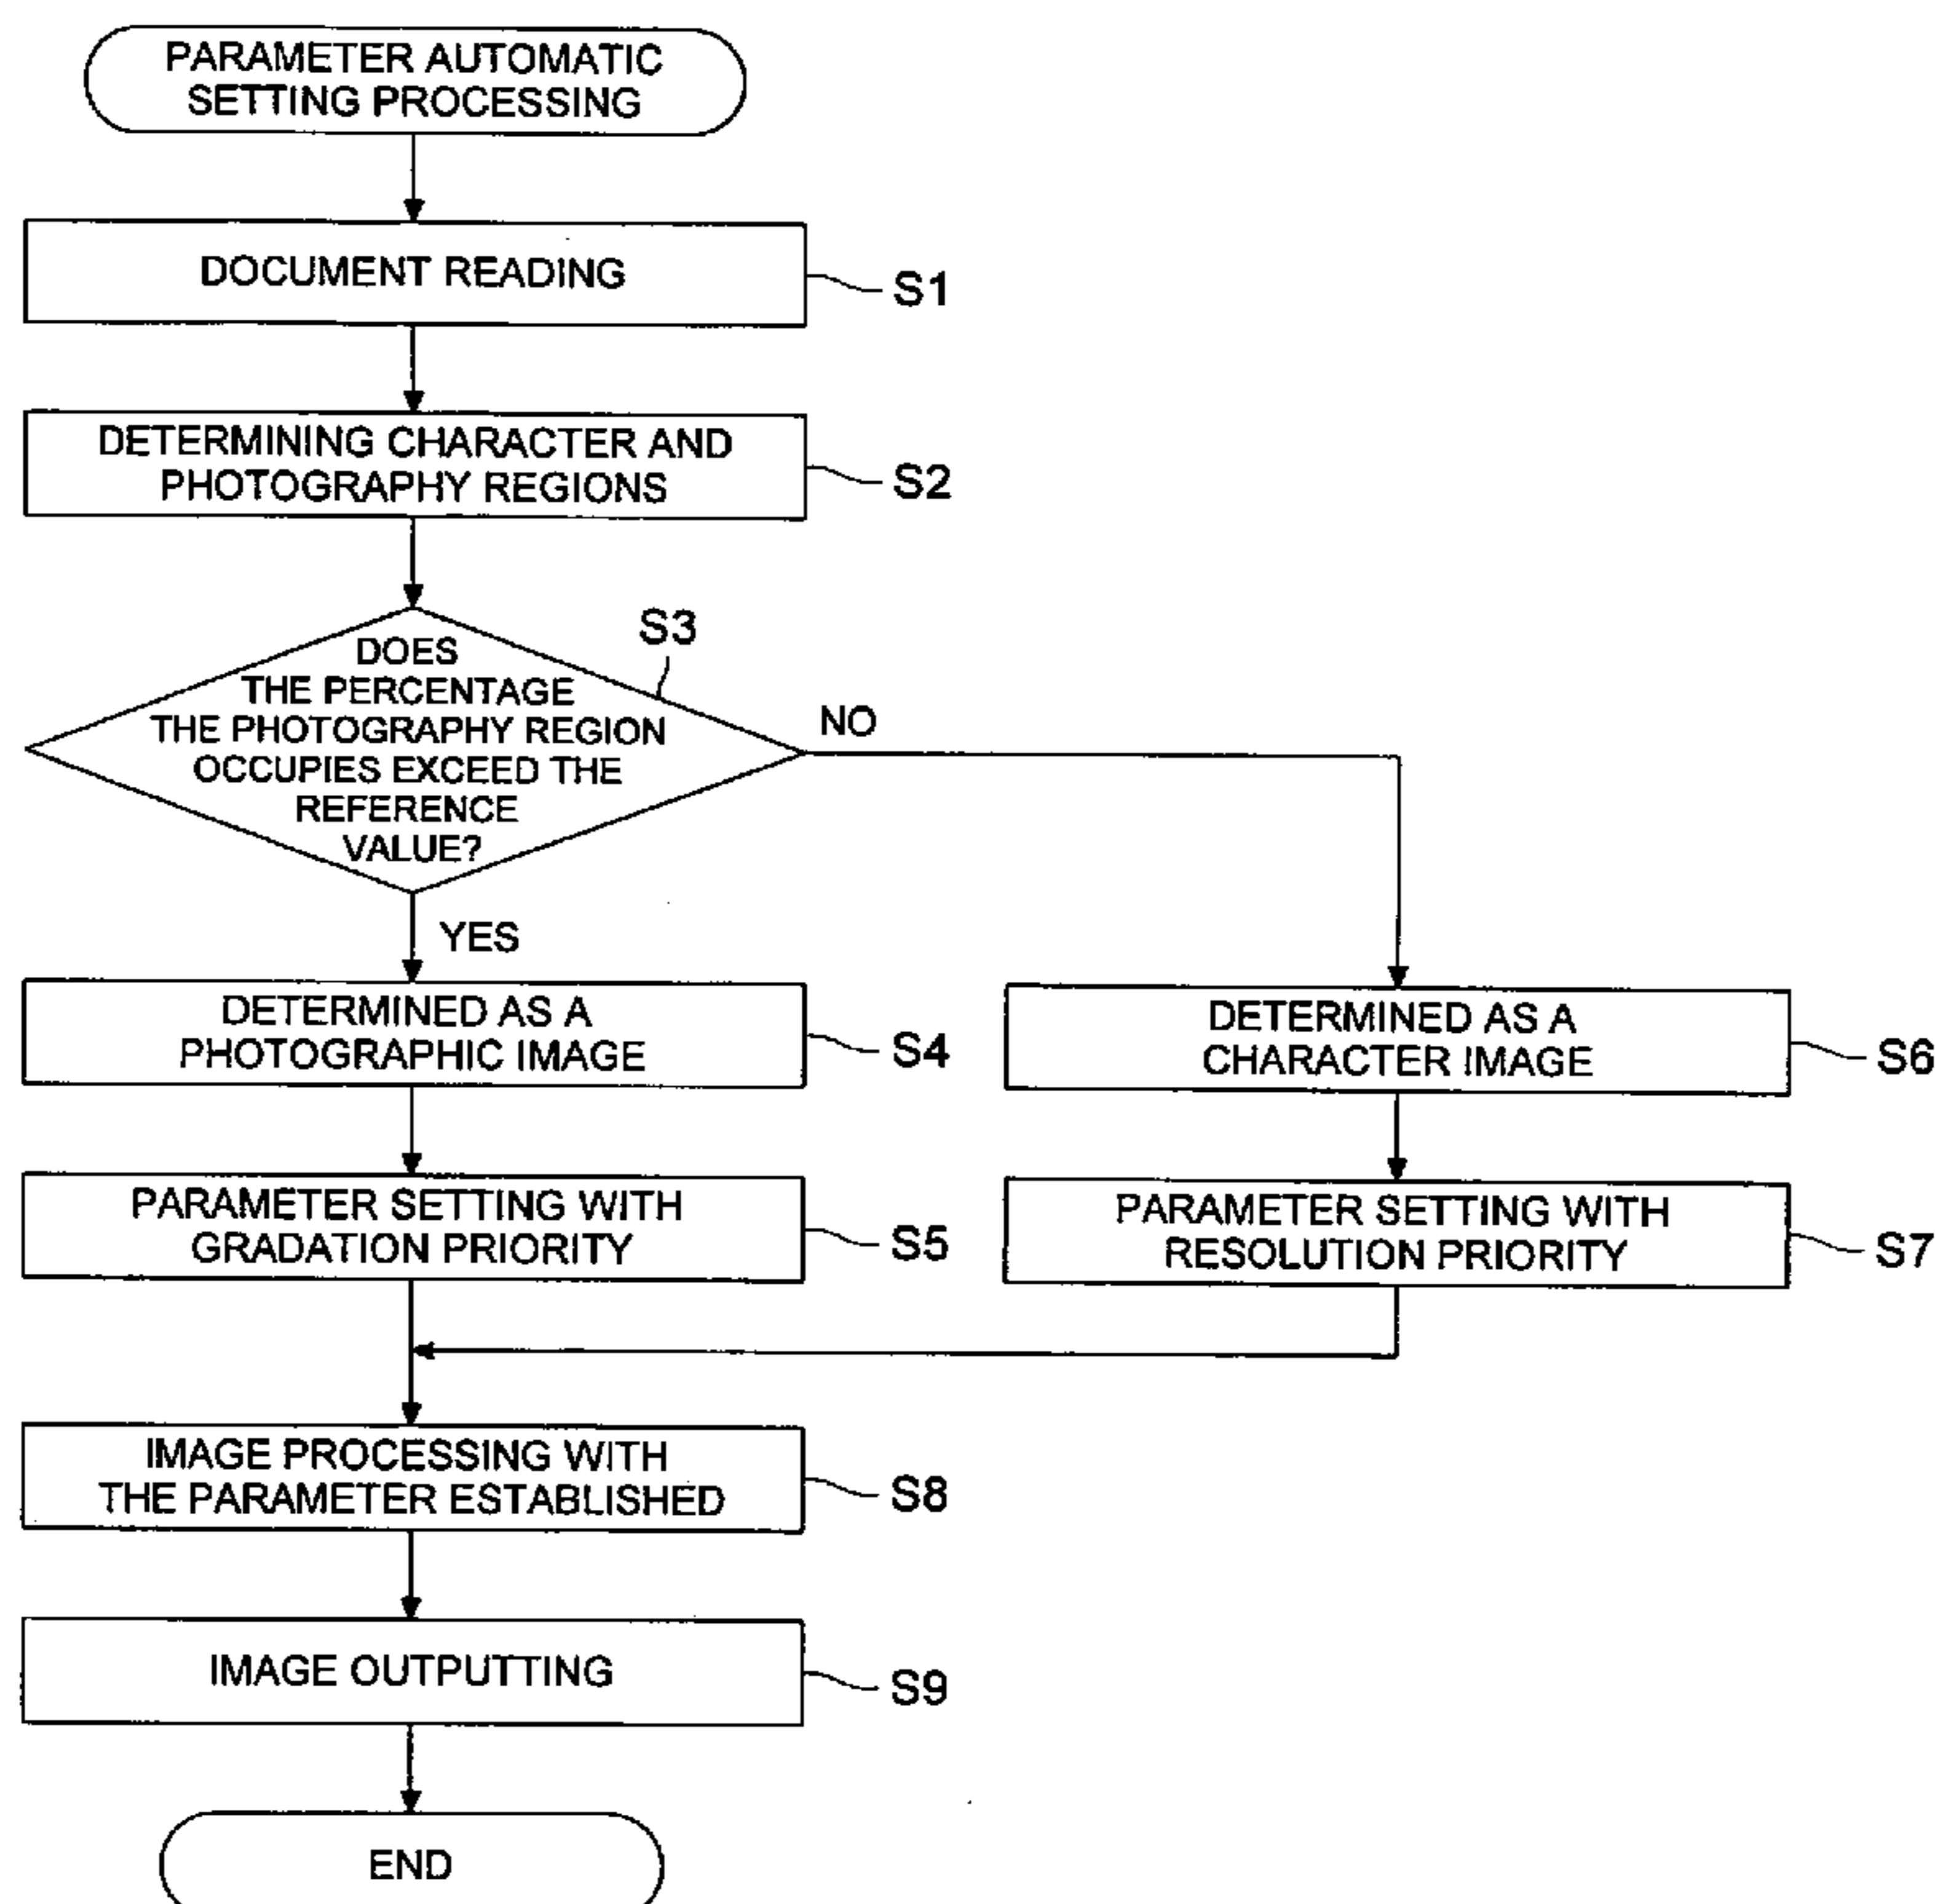 PARAMETER AUTOMATIC
SETTING PROCESSING
DOCUMENT READING
S1
DETERMINING CHARACTER AND
PHOTOGRAPHY REGIONS
S2
S3
DOES
THE PERCENTAGE
THE PHOTOGRAPHY REGION
OCCUPIES EXCEED THE
REFERENCE
VALUE?
NO
YES
DETERMINED AS A
PHOTOGRAPHIC IMAGE
S4
DETERMINED AS A
CHARACTER IMAGE
S6
PARAMETER SETTING WITH
GRADATION PRIORITY
S5
PARAMETER SETTING WITH
RESOLUTION PRIORITY
S7
IMAGE PROCESSING WITH
THE PARAMETER ESTABLISHED
S8
IMAGE OUTPUTTING
S9
END